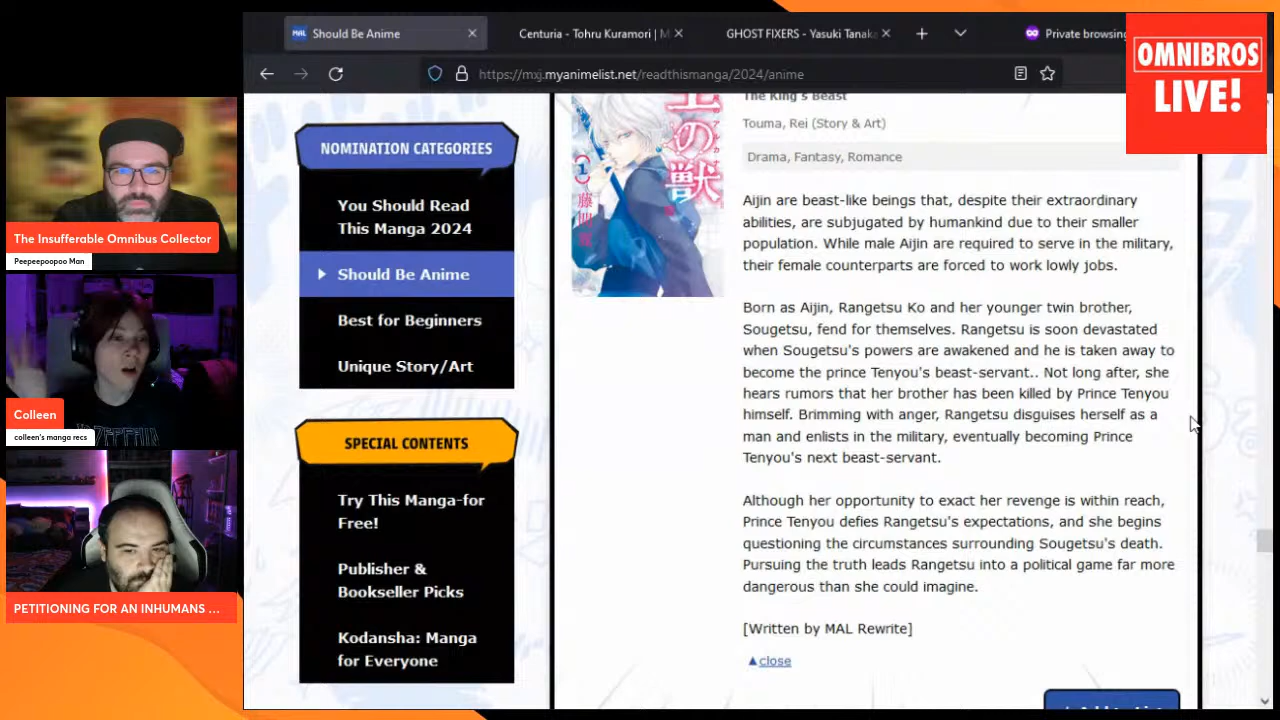 Should Be Anime
Centuria - Tohru Kuramori | M
GHOST FIXERS - Yasuki Tanaka
Private browsing
https://mxj.myanimelist.net/readthismanga/2024/anime
OMNIBROS
LIVE!
The Insufferable Omnibus Collector
Peepeepoopoo Man
Colleen
colleen's manga recs
PETITIONING FOR AN INHUMANS ...
NOMINATION CATEGORIES
You Should Read
This Manga 2024
Should Be Anime
Best for Beginners
Unique Story/Art
SPECIAL CONTENTS
Try This Manga-for
Free!
Publisher &
Bookseller Picks
Kodansha: Manga
for Everyone
の獣
The King's Beast
Touma, Rei (Story & Art)
Drama, Fantasy, Romance
Aijin are beast-like beings that, despite their extraordinary
abilities, are subjugated by humankind due to their smaller
population. While male Aijin are required to serve in the military,
their female counterparts are forced to work lowly jobs.
Born as Aijin, Rangetsu Ko and her younger twin brother,
Sougetsu, fend for themselves. Rangetsu is soon devastated
when Sougetsu's powers are awakened and he is taken away to
become the prince Tenyou's beast-servant.. Not long after, she
hears rumors that her brother has been killed by Prince Tenyou
himself. Brimming with anger, Rangetsu disguises herself as a
man and enlists in the military, eventually becoming Prince
Tenyou's next beast-servant.
Although her opportunity to exact her revenge is within reach,
Prince Tenyou defies Rangetsu's expectations, and she begins
questioning the circumstances surrounding Sougetsu's death.
Pursuing the truth leads Rangetsu into a political game far more
dangerous than she could imagine.
[Written by MAL Rewrite]
▲close